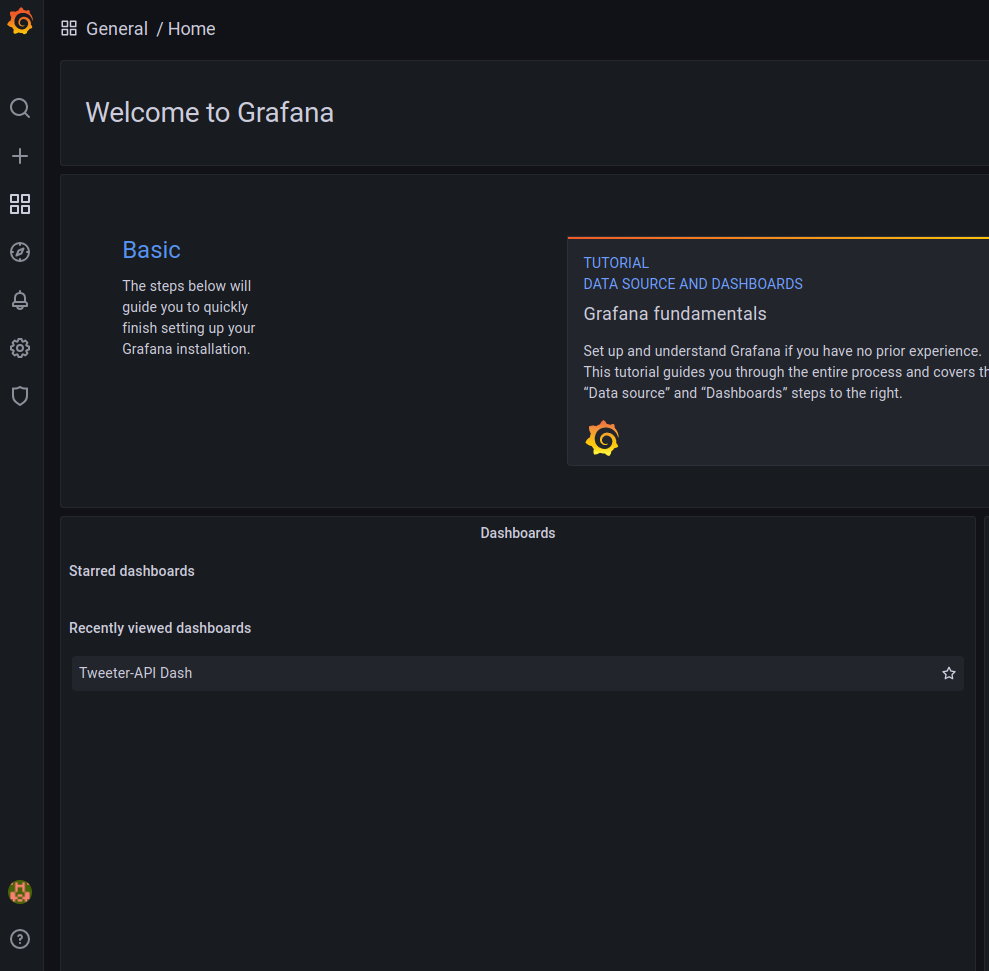 General / Home
Welcome to Grafana
Basic
The steps below will
guide you to quickly
finish setting up your
Grafana installation.
TUTORIAL
DATA SOURCE AND DASHBOARDS
Grafana fundamentals
Set up and understand Grafana if you have no prior experience.
This tutorial guides you through the entire process and covers th
“Data source” and “Dashboards” steps to the right.
Dashboards
Starred dashboards
Recently viewed dashboards
Tweeter-API Dash